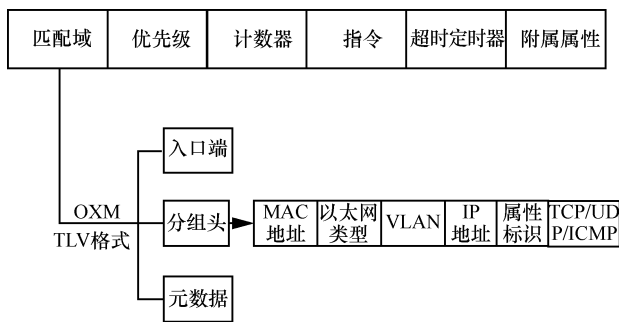 匹配域 优先级 计数器 指令 超时定时器 附属属性
入口端
OXM
TLV格式
分组头
MAC
地址
以太网
类型
VLAN
IP
地址
属性
标识
TCP/UD
P/ICMP
元数据